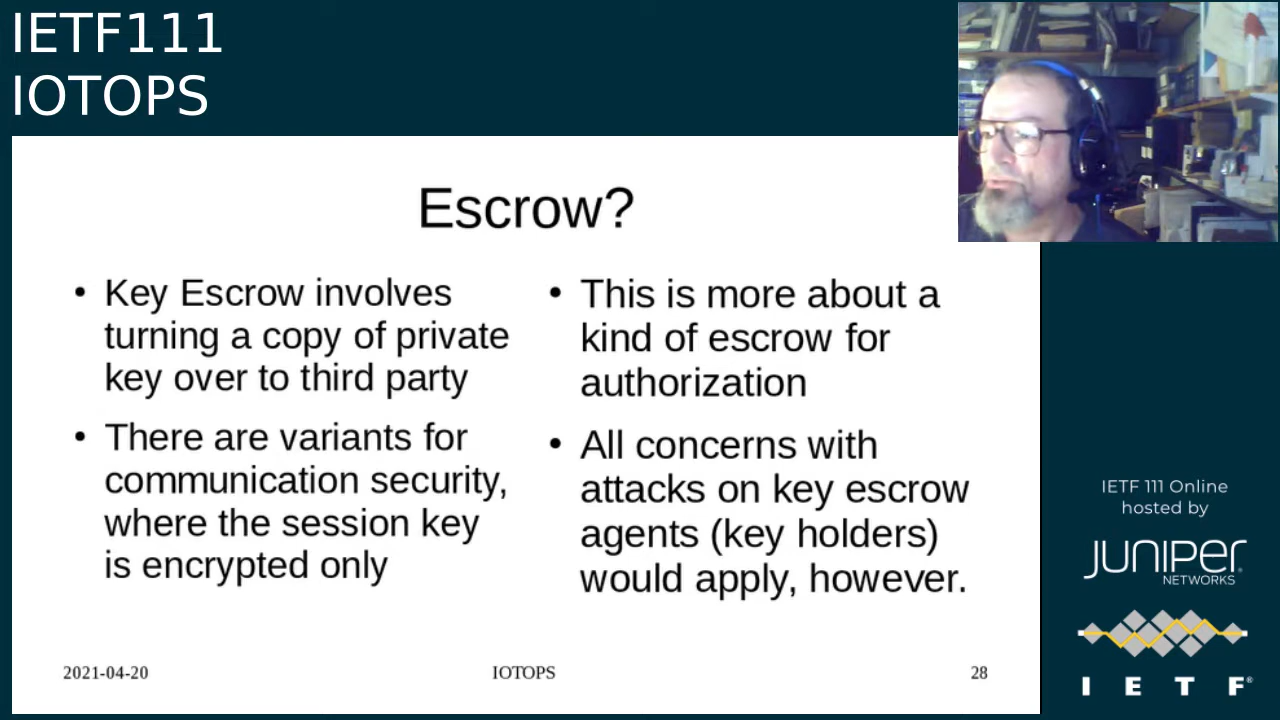 IETF111
IOTOPS
Escrow?
• Key Escrow involves
turning a copy of private
key over to third party
• There are variants for
communication security,
where the session key
is encrypted only
• This is more about a
kind of escrow for
authorization
• All concerns with
attacks on key escrow
agents (key holders)
would apply, however.
2021-04-20
IOTOPS
28
IETF 111 Online
hosted by
JUNIPEr
NETWORKS
I E T F®